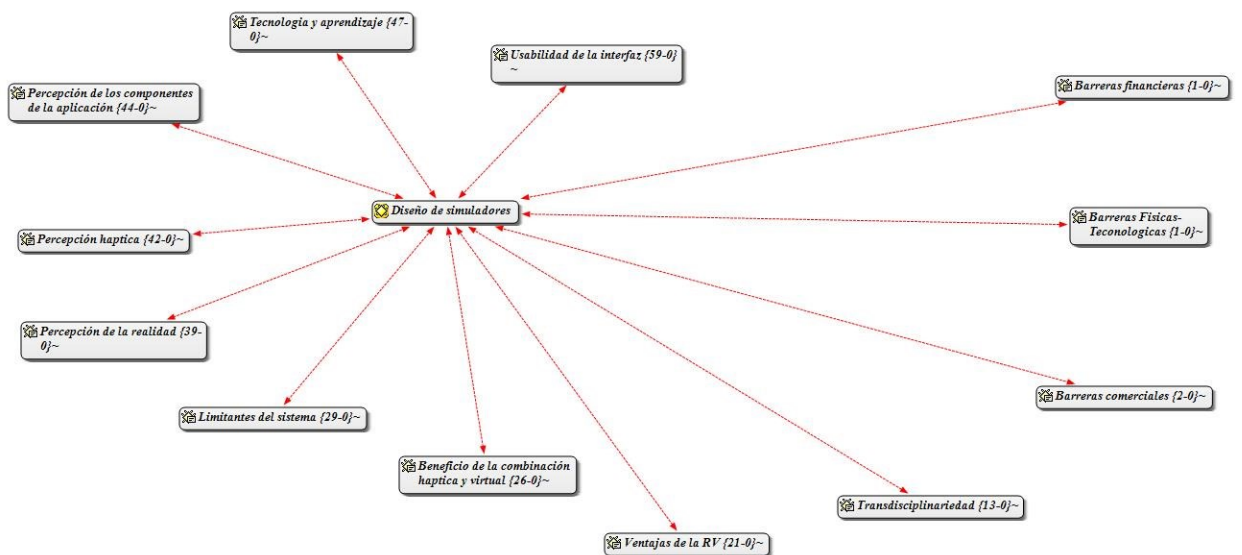 Tecnologia y aprendizaje {47-
0}~
Usabilidad de la interfaz {59-0}
~
Barreras financieras {1-0}~
Percepción de los componentes
de la aplicación {44-0}~
Diseño de simuladores
Barreras Fisicas-
Teconologicas {1-0}~
Percepción haptica {42-0}~
Percepción de la realidad {39-
0}~
Barreras comerciales {2-0}~
Limitantes del sistema {29-0}~
Beneficio de la combinación
haptica y virtual {26-0}~
Transdisciplinariedad {13-0}~
Ventajas de la RV {21-0}~